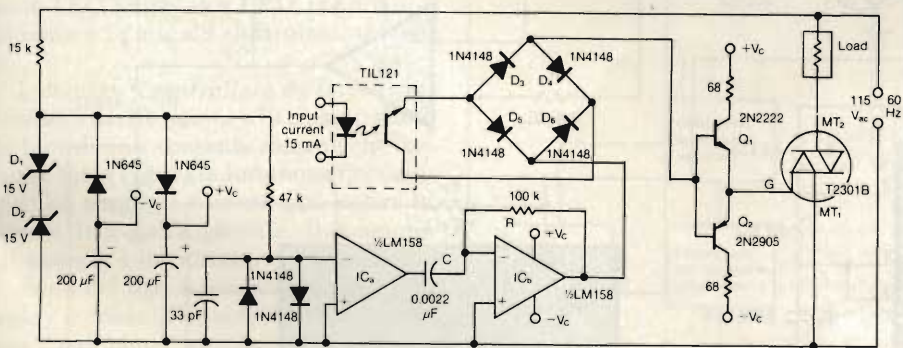 15 k
D₁
15 V
D₂
15 V
1N645
1N645
−Vc
+Vc
200 µF
−
200 µF
+
33 pF
47 k
1N4148
1N4148
TIL121
Input
current
15 mA
1N4148
D₃
1N4148
D₄
D₅
1N4148
D₆
1N4148
½LM158
ICa
−
+
C
0.0022
µF
100 k
R
ICb
−
+
+Vc
−Vc
½LM158
+Vc
68
2N2222
Q₁
G
Q₂
2N2905
68
−Vc
Load
MT₂
T2301B
MT₁
115
Vac
60
Hz